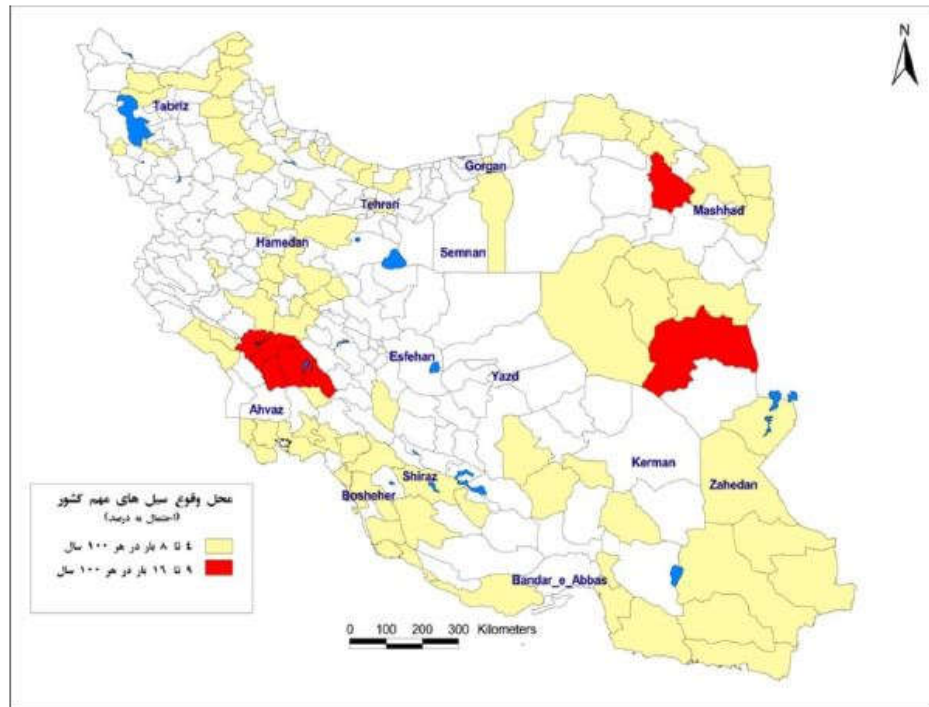 N
Tabriz
Gorgan
Mashhad
Tehran
Hamedan
Semnan
Esfehan
Yazd
Ahvaz
Kerman
Shiraz
Zahedan
Bosheher
Bandar_e_Abbas
محل وقوع سیل های مهم کشور
(احتمال به درصد)
٤ تا ٨ بار در هر ١٠٠ سال
٩ تا ١٦ بار در هر ١٠٠ سال
0 100 200 300 Kilometers